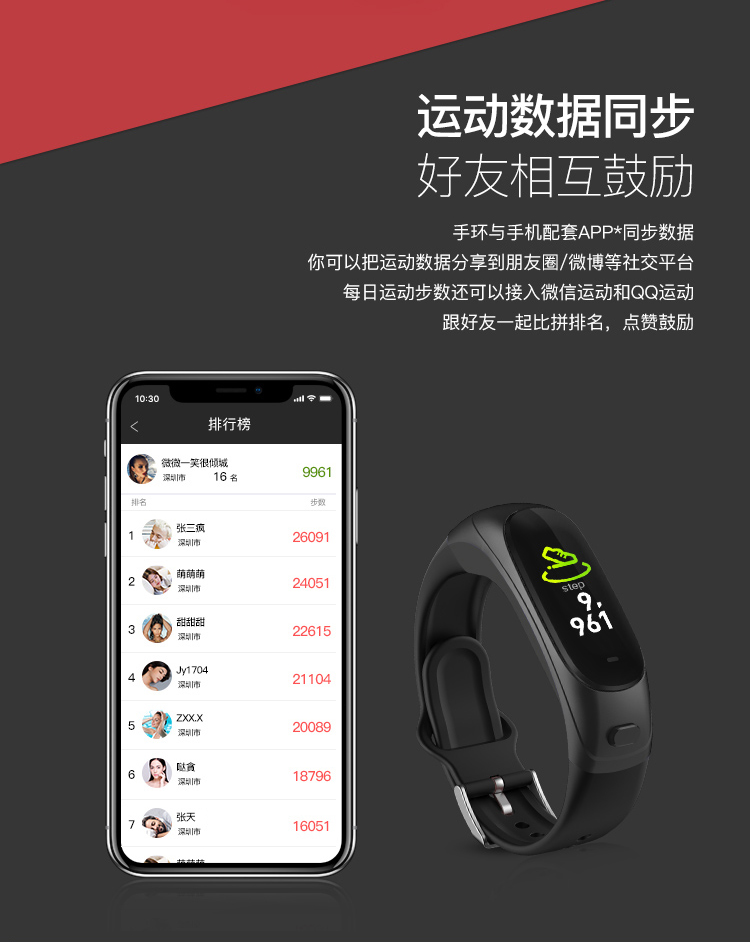 运动数据同步
好友相互鼓励
手环与手机配套APP*同步数据
你可以把运动数据分享到朋友圈/微博等社交平台
每日运动步数还可以接入微信运动和QQ运动
跟好友一起比拼排名，点赞鼓励
10:30
排行榜
微微一笑很倾城
深圳市 16 名 9961
排名 步数
1 张三疯 深圳市 26091
2 萌萌萌 深圳市 24051
3 甜甜甜 深圳市 22615
4 Jy1704 深圳市 21104
5 ZXX.X 深圳市 20089
6 哒貪 深圳市 18796
7 张天 深圳市 16051
step
9,
961